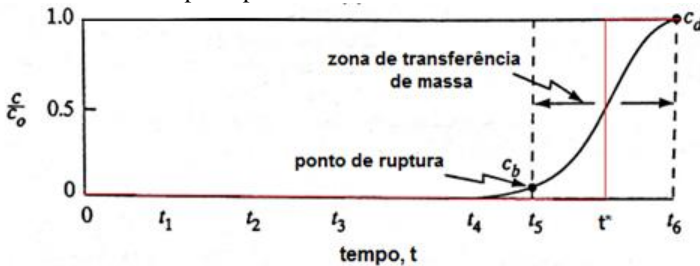 1.0
c_d
zona de transferência
de massa
0.5
c/c_o
ponto de ruptura
c_b
0
0 t_1 t_2 t_3 t_4 t_5 t* t_6
tempo, t